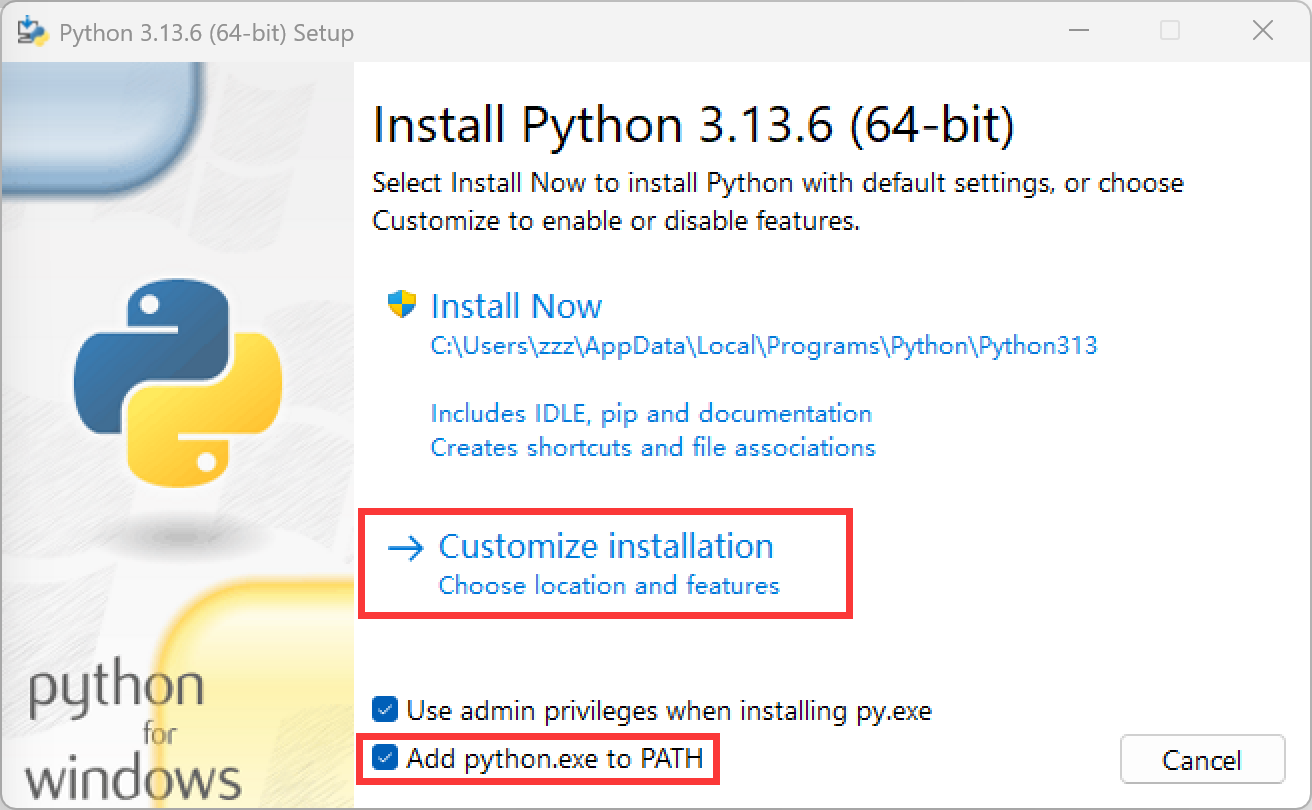 Python 3.13.6 (64-bit) Setup
Install Python 3.13.6 (64-bit)
Select Install Now to install Python with default settings, or choose
Customize to enable or disable features.
Install Now
C:\Users\zzz\AppData\Local\Programs\Python\Python313
Includes IDLE, pip and documentation
Creates shortcuts and file associations
Customize installation
Choose location and features
Use admin privileges when installing py.exe
Add python.exe to PATH
Cancel
python
for
windows